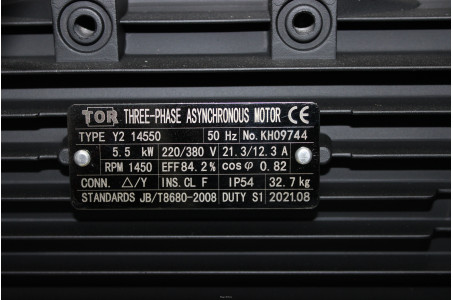 TOR THREE-PHASE ASYNCHRONOUS MOTOR CE
TYPE Y2 14550 50 Hz No. KH09744
5.5 kW 220/380 V 21.3/12.3 A
RPM 1450 EFF 84.2% cos φ 0.82
CONN. △/Y INS. CL F IP54 32.7 kg
STANDARDS JB/T8680-2008 DUTY S1 2021.08